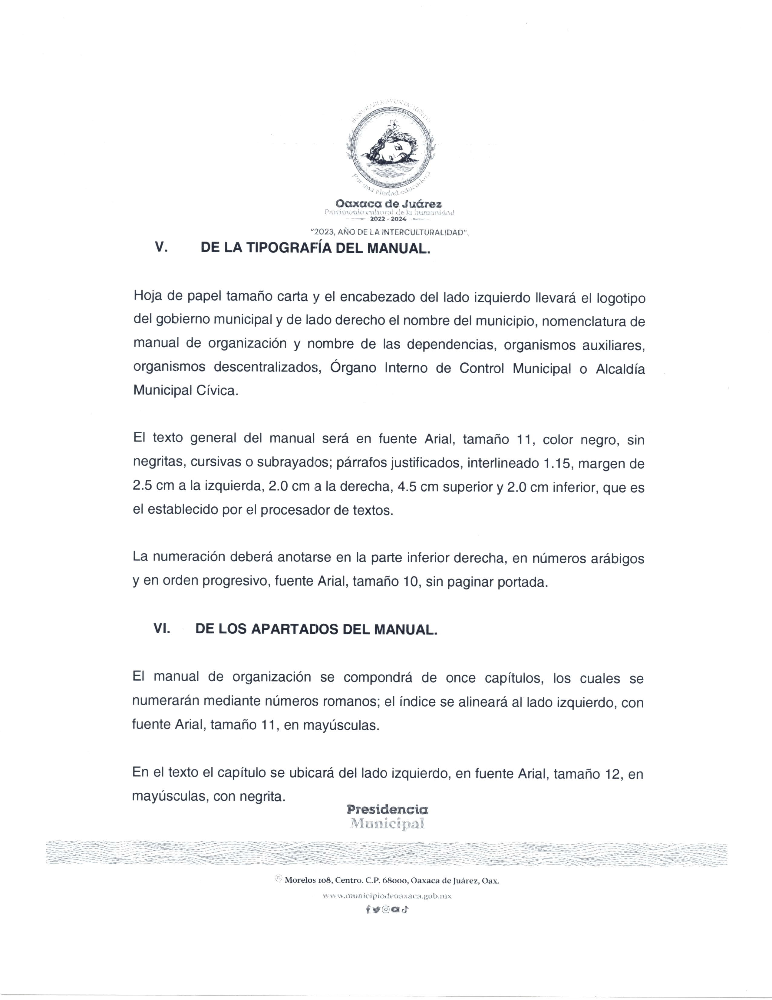 HONORABLE AYUNTAMIENTO
Por una ciudad educadora
Oaxaca de Juárez
Patrimonio cultural de la humanidad
2022 - 2024
"2023, AÑO DE LA INTERCULTURALIDAD".
V. DE LA TIPOGRAFÍA DEL MANUAL.
Hoja de papel tamaño carta y el encabezado del lado izquierdo llevará el logotipo
del gobierno municipal y de lado derecho el nombre del municipio, nomenclatura de
manual de organización y nombre de las dependencias, organismos auxiliares,
organismos descentralizados, Órgano Interno de Control Municipal o Alcaldía
Municipal Cívica.
El texto general del manual será en fuente Arial, tamaño 11, color negro, sin
negritas, cursivas o subrayados; párrafos justificados, interlineado 1.15, margen de
2.5 cm a la izquierda, 2.0 cm a la derecha, 4.5 cm superior y 2.0 cm inferior, que es
el establecido por el procesador de textos.
La numeración deberá anotarse en la parte inferior derecha, en números arábigos
y en orden progresivo, fuente Arial, tamaño 10, sin paginar portada.
VI. DE LOS APARTADOS DEL MANUAL.
El manual de organización se compondrá de once capítulos, los cuales se
numerarán mediante números romanos; el índice se alineará al lado izquierdo, con
fuente Arial, tamaño 11, en mayúsculas.
En el texto el capítulo se ubicará del lado izquierdo, en fuente Arial, tamaño 12, en
mayúsculas, con negrita.
Presidencia
Municipal
Morelos 108, Centro. C.P. 68000, Oaxaca de Juárez, Oax.
www.municipiodeoaxaca.gob.mx